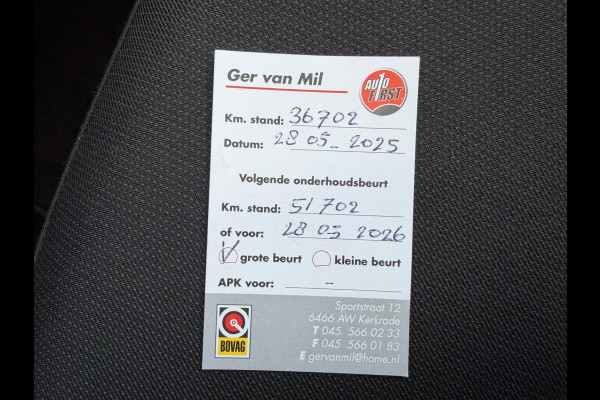 Ger van Mil
AUTO
FIRST
Km. stand: 36702
Datum: 28 05 -- 2025
Volgende onderhoudsbeurt
Km. stand: 51702
of voor: 28 05 2026
grote beurt kleine beurt
APK voor: --
Sportstraat 12
6466 AW Kerkrade
T 045 566 02 33
F 045 566 01 83
E gervanmil@home.nl
BOVAG